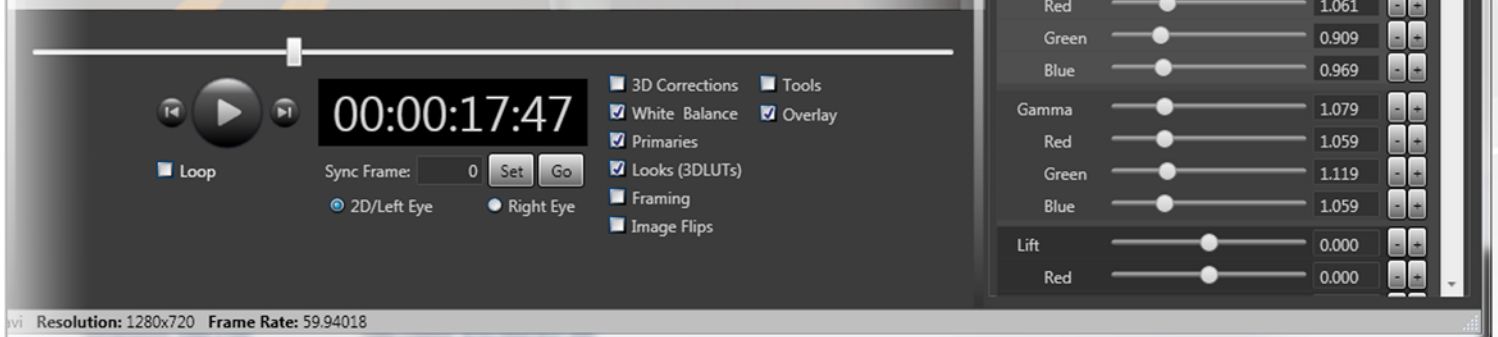 00:00:17:47
Loop
Sync Frame: 0 Set Go
2D/Left Eye Right Eye
3D Corrections Tools
White Balance Overlay
Primaries
Looks (3DLUTs)
Framing
Image Flips
Red 1.061 - +
Green 0.909 - +
Blue 0.969 - +
Gamma 1.079 - +
Red 1.059 - +
Green 1.119 - +
Blue 1.059 - +
Lift 0.000 - +
Red 0.000 - +
avi Resolution: 1280x720 Frame Rate: 59.94018